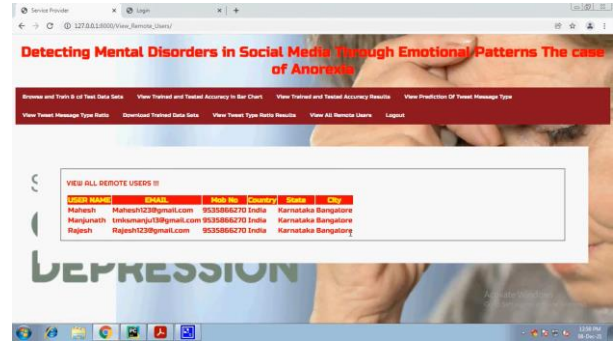 Service Provider
Login
127.0.0.1:8000/View_Remote_Users/
Detecting Mental Disorders in Social Media Through Emotional Patterns The case
of Anorexia
Browse and Train & Test Data Sets View Trained and Tested Accuracy in Bar Chart View Trained and Tested Accuracy Results View Prediction Of Tweet Message Type
View Tweet Message Type Ratio Download Trained Data Sets View Tweet Type Ratio Results View All Remote Users Logout
VIEW ALL REMOTE USERS !!!
USER NAME EMAIL Mob No Country State City
Mahesh Mahesh123@gmail.com 9535866270 India Karnataka Bangalore
Manjunath tmksmanju13@gmail.com 9535866270 India Karnataka Bangalore
Rajesh Rajesh123@gmail.com 9535866270 India Karnataka Bangalore
DEPRESSION
Activate Windows
12:50 PM